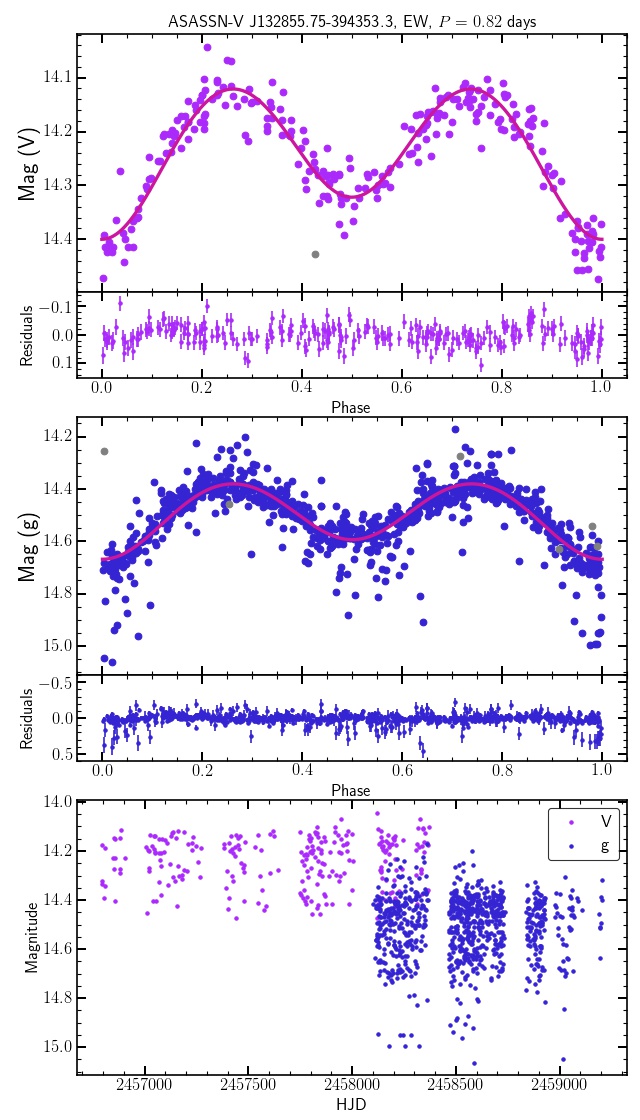 ASASSN-V J132855.75-394353.3, EW, P = 0.82 days
14.1
14.2
14.3
14.4
Mag (V)
−0.1
0.0
0.1
Residuals
0.0 0.2 0.4 0.6 0.8 1.0
Phase
14.2
14.4
14.6
14.8
15.0
Mag (g)
−0.5
0.0
0.5
Residuals
0.0 0.2 0.4 0.6 0.8 1.0
Phase
14.0
14.2
14.4
14.6
14.8
15.0
Magnitude
V
g
2457000 2457500 2458000 2458500 2459000
HJD